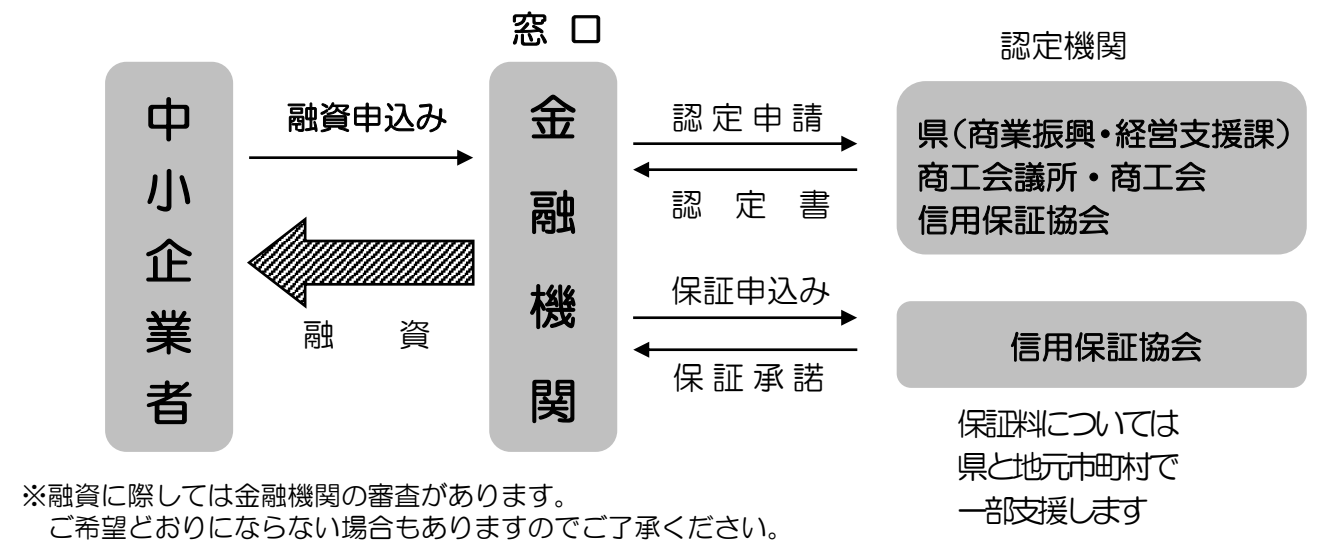 窓口
認定機関
中小企業者
融資申込み
金融機関
認定申請
認定書
県(商業振興・経営支援課)
商工会議所・商工会
信用保証協会
融資
保証申込み
保証承諾
信用保証協会
保証料については
県と地元市町村で
一部支援します
※融資に際しては金融機関の審査があります。
ご希望どおりにならない場合もありますのでご了承ください。